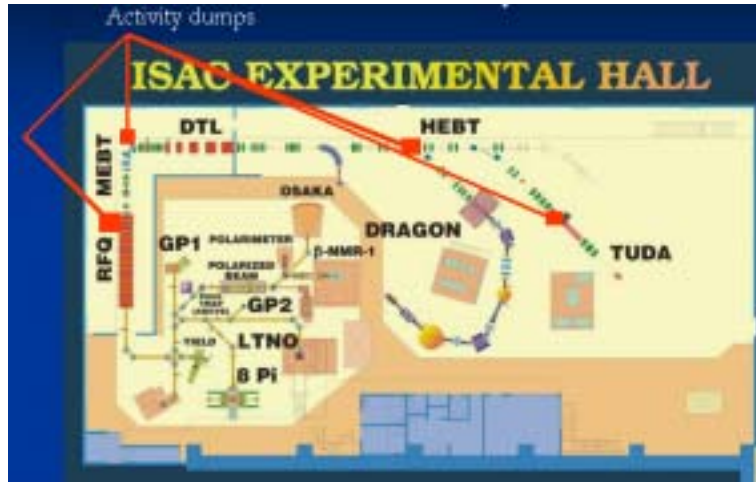 Activity dumps
ISAC EXPERIMENTAL HALL
DTL
HEBT
MEBT
OSAKA
RFQ
GP1
POLARIMETER
DRAGON
β-NMR-1
TUDA
POLARIZED
BEAM
GP2
YIELD
LTNO
8 Pi